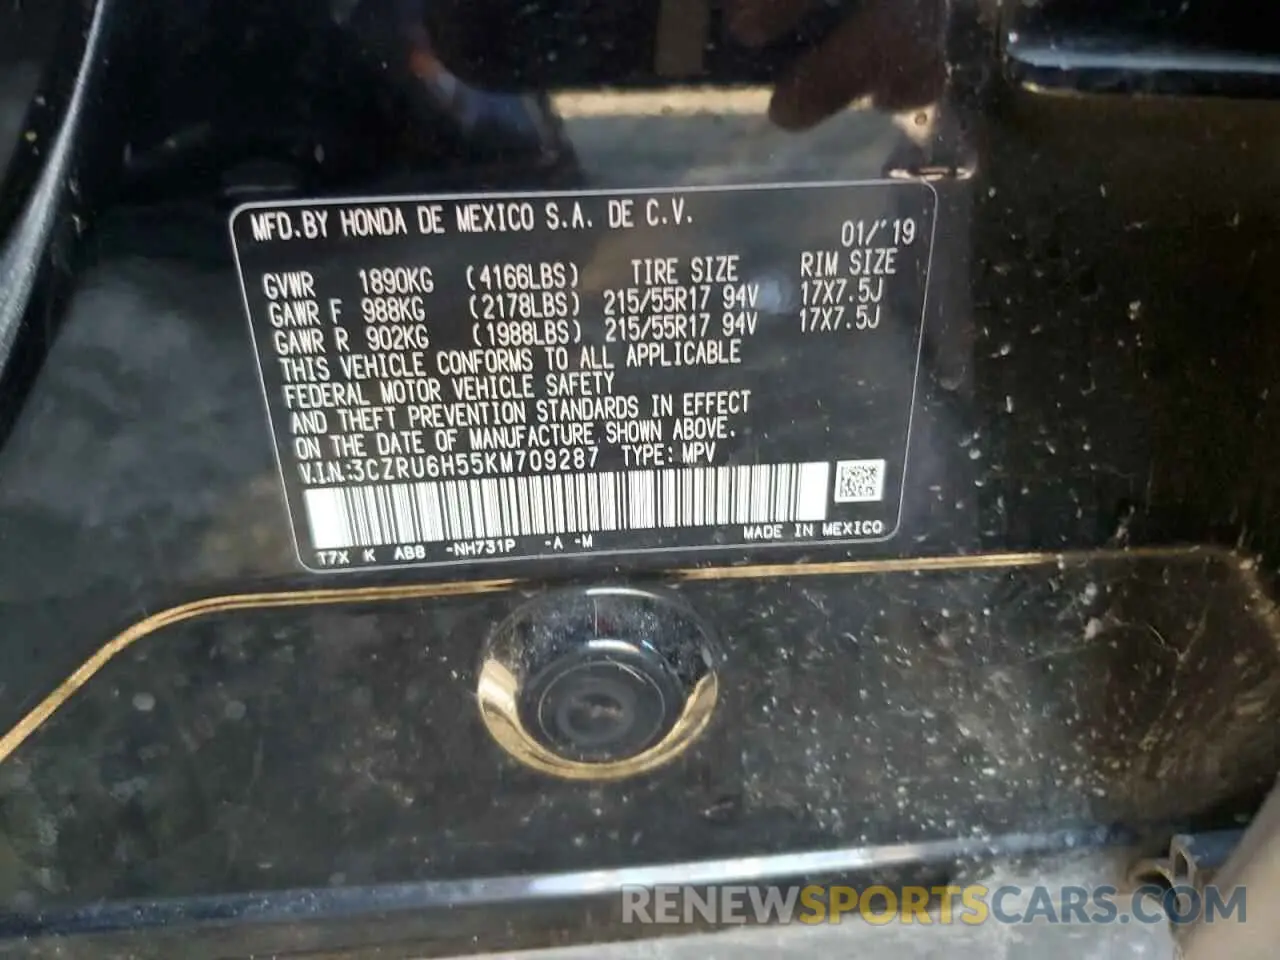 MFD.BY HONDA DE MEXICO S.A. DE C.V.
01/'19
GVWR 1890KG (4166LBS) TIRE SIZE RIM SIZE
GAWR F 988KG (2178LBS) 215/55R17 94V 17X7.5J
GAWR R 902KG (1988LBS) 215/55R17 94V 17X7.5J
THIS VEHICLE CONFORMS TO ALL APPLICABLE
FEDERAL MOTOR VEHICLE SAFETY
AND THEFT PREVENTION STANDARDS IN EFFECT
ON THE DATE OF MANUFACTURE SHOWN ABOVE.
V.I.N.:3CZRU6H55KM709287 TYPE: MPV
MADE IN MEXICO
T7X K ABB -NH731P -A -M
RENEWSPORTSCARS.COM